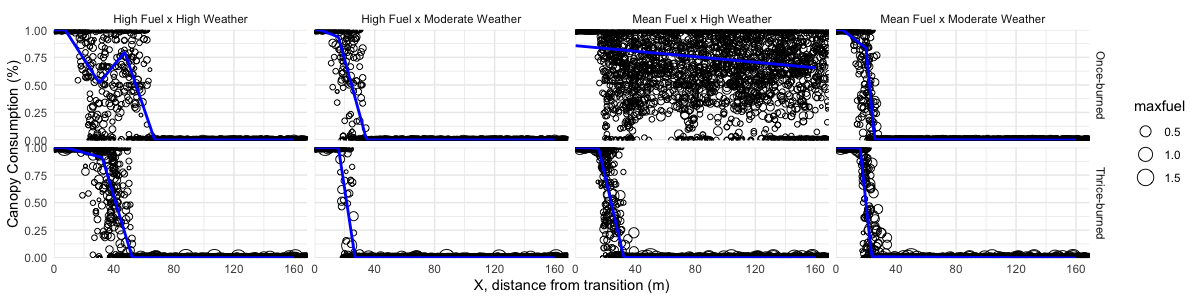 High Fuel x High Weather
High Fuel x Moderate Weather
Mean Fuel x High Weather
Mean Fuel x Moderate Weather
Canopy Consumption (%)
1.00
0.75
0.50
0.25
0.00
1.00
0.75
0.50
0.25
0.00
Once-burned
Thrice-burned
0 40 80 120 160
0 40 80 120 160
0 40 80 120 160
0 40 80 120 160
X, distance from transition (m)
maxfuel
0.5
1.0
1.5